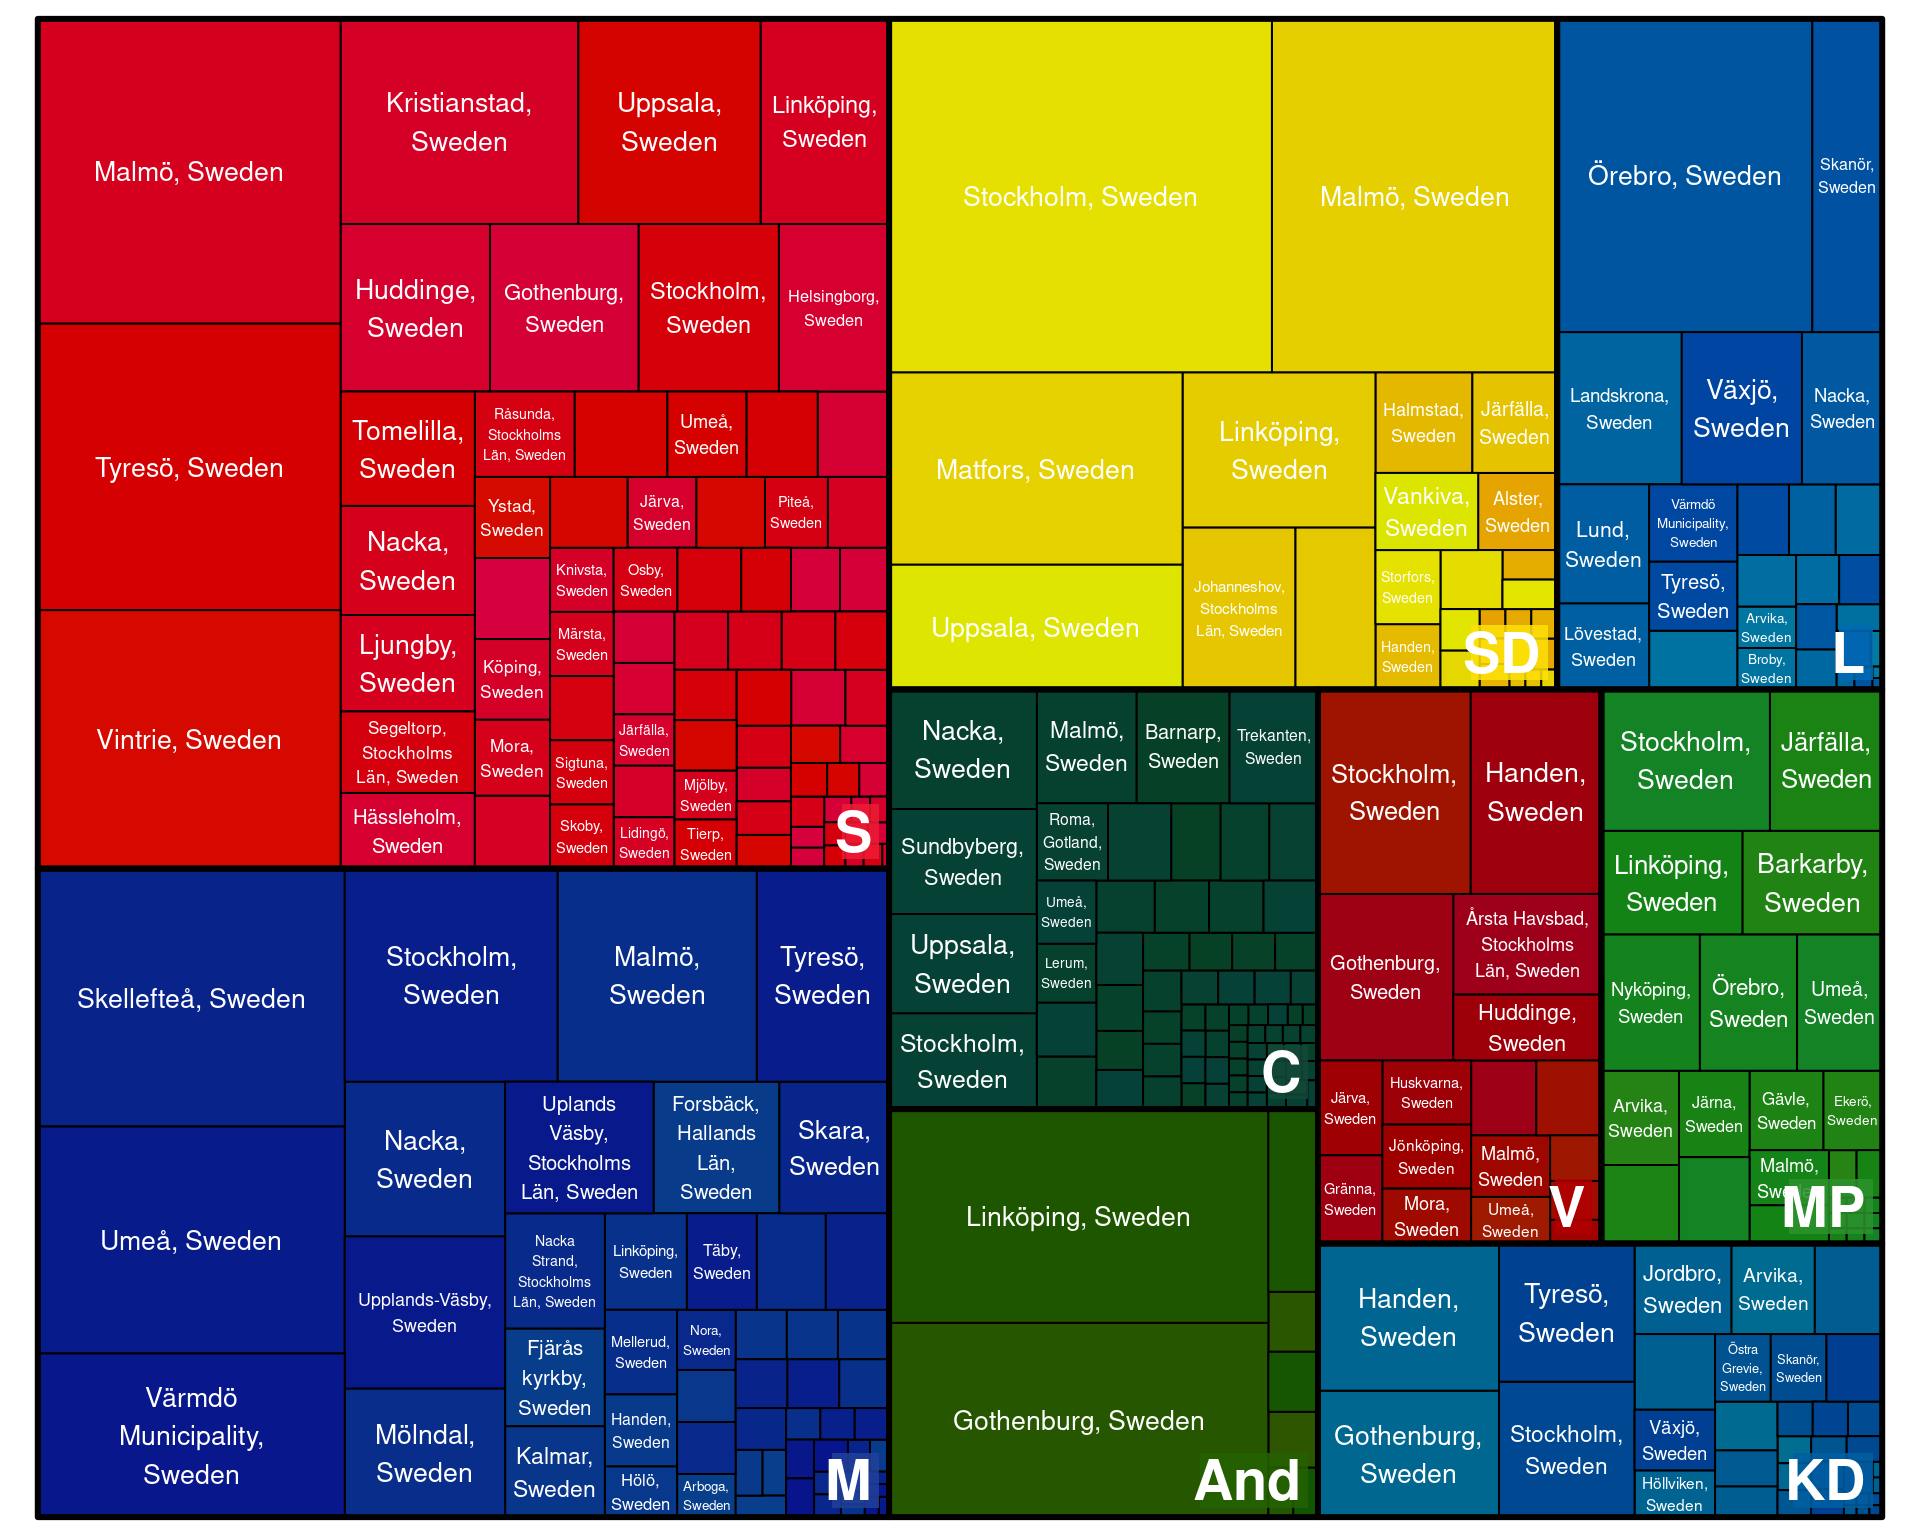 Malmö, Sweden
Tyresö, Sweden
Vintrie, Sweden
Kristianstad,
Sweden
Uppsala,
Sweden
Linköping,
Sweden
Huddinge,
Sweden
Gothenburg,
Sweden
Stockholm,
Sweden
Helsingborg,
Sweden
Tomelilla,
Sweden
Nacka,
Sweden
Ljungby,
Sweden
Segeltorp,
Stockholms
Län, Sweden
Hässleholm,
Sweden
Råsunda,
Stockholms
Län, Sweden
Umeå,
Sweden
Ystad,
Sweden
Järva,
Sweden
Piteå,
Sweden
Köping,
Sweden
Mora,
Sweden
Knivsta,
Sweden
Osby,
Sweden
Märsta,
Sweden
Sigtuna,
Sweden
Skoby,
Sweden
Järfälla,
Sweden
Lidingö,
Sweden
Mjölby,
Sweden
Tierp,
Sweden
S
Stockholm, Sweden
Malmö, Sweden
Matfors, Sweden
Uppsala, Sweden
Linköping,
Sweden
Johanneshov,
Stockholms
Län, Sweden
Halmstad,
Sweden
Järfälla,
Sweden
Vankiva,
Sweden
Alster,
Sweden
Storfors,
Sweden
Handen,
Sweden
SD
Örebro, Sweden
Skanör,
Sweden
Landskrona,
Sweden
Växjö,
Sweden
Nacka,
Sweden
Lund,
Sweden
Lövestad,
Sweden
Värmdö
Municipality,
Sweden
Tyresö,
Sweden
Arvika,
Sweden
Broby,
Sweden
L
Skellefteå, Sweden
Umeå, Sweden
Värmdö
Municipality,
Sweden
Stockholm,
Sweden
Malmö,
Sweden
Tyresö,
Sweden
Nacka,
Sweden
Upplands-Väsby,
Sweden
Mölndal,
Sweden
Uplands
Väsby,
Stockholms
Län, Sweden
Forsbäck,
Hallands
Län,
Sweden
Skara,
Sweden
Nacka
Strand,
Stockholms
Län, Sweden
Fjärås
kyrkby,
Sweden
Kalmar,
Sweden
Linköping,
Sweden
Täby,
Sweden
Mellerud,
Sweden
Handen,
Sweden
Hölö,
Sweden
Nora,
Sweden
Arboga,
Sweden
M
Nacka,
Sweden
Sundbyberg,
Sweden
Uppsala,
Sweden
Stockholm,
Sweden
Malmö,
Sweden
Barnarp,
Sweden
Trekanten,
Sweden
Roma,
Gotland,
Sweden
Umeå,
Sweden
Lerum,
Sweden
C
Linköping, Sweden
Gothenburg, Sweden
And
Stockholm,
Sweden
Handen,
Sweden
Gothenburg,
Sweden
Årsta Havsbad,
Stockholms
Län, Sweden
Huddinge,
Sweden
Järva,
Sweden
Gränna,
Sweden
Huskvarna,
Sweden
Jönköping,
Sweden
Mora,
Sweden
Malmö,
Sweden
Umeå,
Sweden
V
Stockholm,
Sweden
Järfälla,
Sweden
Linköping,
Sweden
Barkarby,
Sweden
Nyköping,
Sweden
Örebro,
Sweden
Umeå,
Sweden
Arvika,
Sweden
Järna,
Sweden
Gävle,
Sweden
Ekerö,
Sweden
Malmö,
Sweden
MP
Handen,
Sweden
Gothenburg,
Sweden
Tyresö,
Sweden
Stockholm,
Sweden
Jordbro,
Sweden
Arvika,
Sweden
Östra
Grevie,
Sweden
Skanör,
Sweden
Växjö,
Sweden
Höllviken,
Sweden
KD